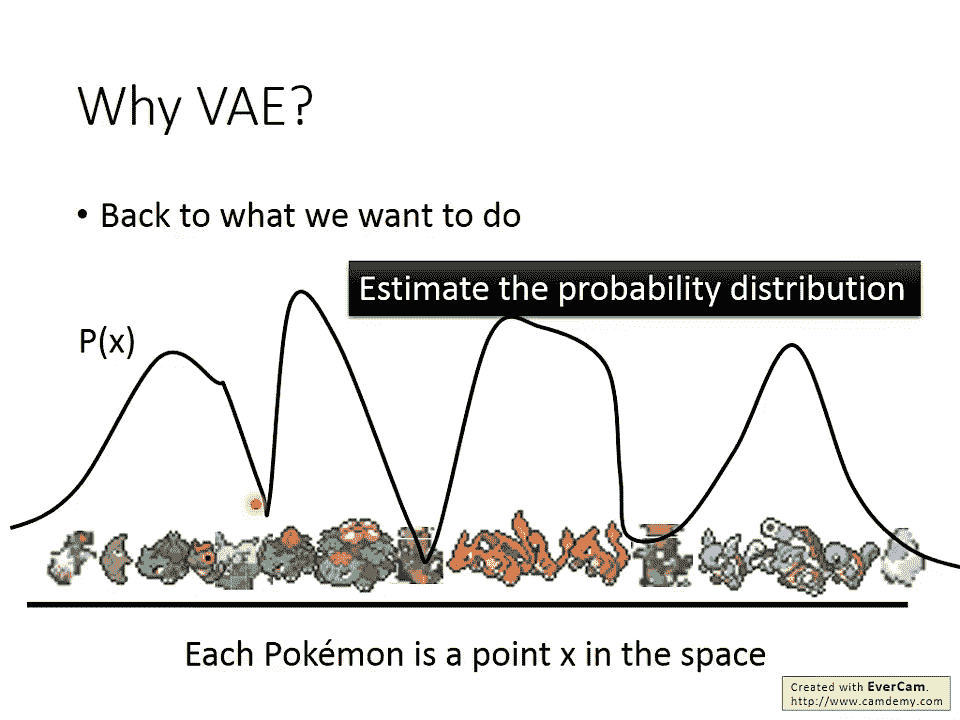 Why VAE?
• Back to what we want to do
Estimate the probability distribution
P(x)
Each Pokémon is a point x in the space
Created with EverCam.
http://www.camdemy.com